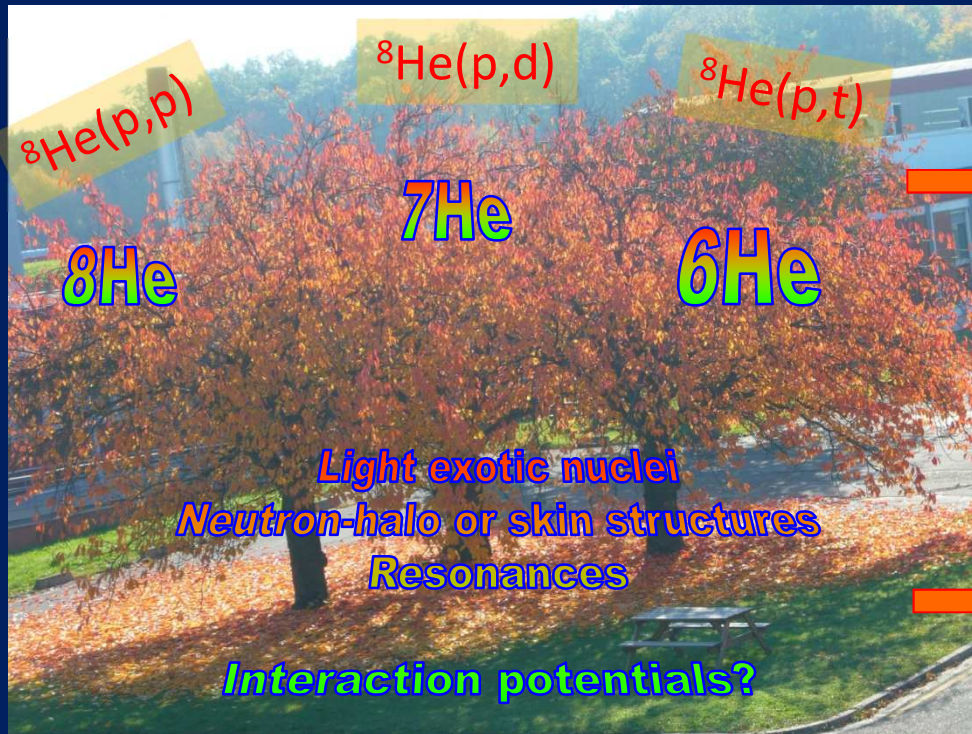 ⁸He(p,p)
⁸He(p,d)
⁸He(p,t)
8He
7He
6He
Light exotic nuclei
Neutron-halo or skin structures
Resonances
Interaction potentials?